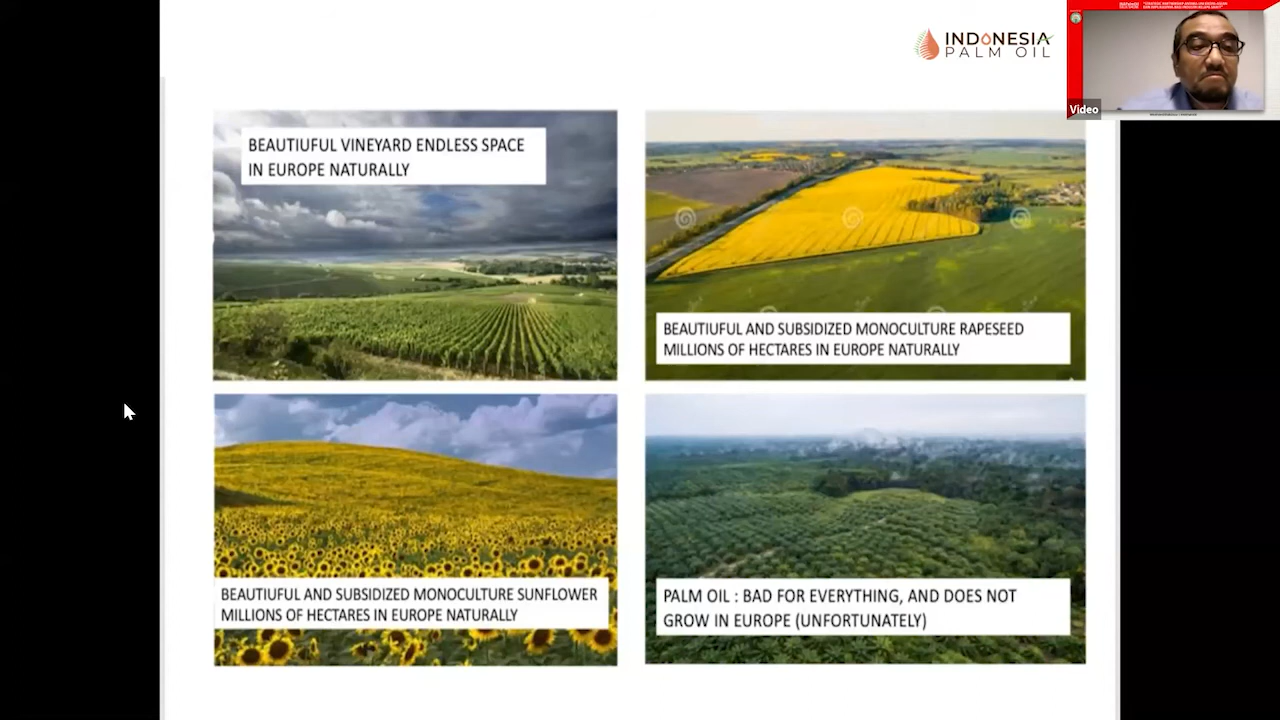 INDONESIA
PALM OIL
Video
BEAUTIUFUL VINEYARD ENDLESS SPACE
IN EUROPE NATURALLY
BEAUTIUFUL AND SUBSIDIZED MONOCULTURE RAPESEED
MILLIONS OF HECTARES IN EUROPE NATURALLY
BEAUTIUFUL AND SUBSIDIZED MONOCULTURE SUNFLOWER
MILLIONS OF HECTARES IN EUROPE NATURALLY
PALM OIL : BAD FOR EVERYTHING, AND DOES NOT
GROW IN EUROPE (UNFORTUNATELY)